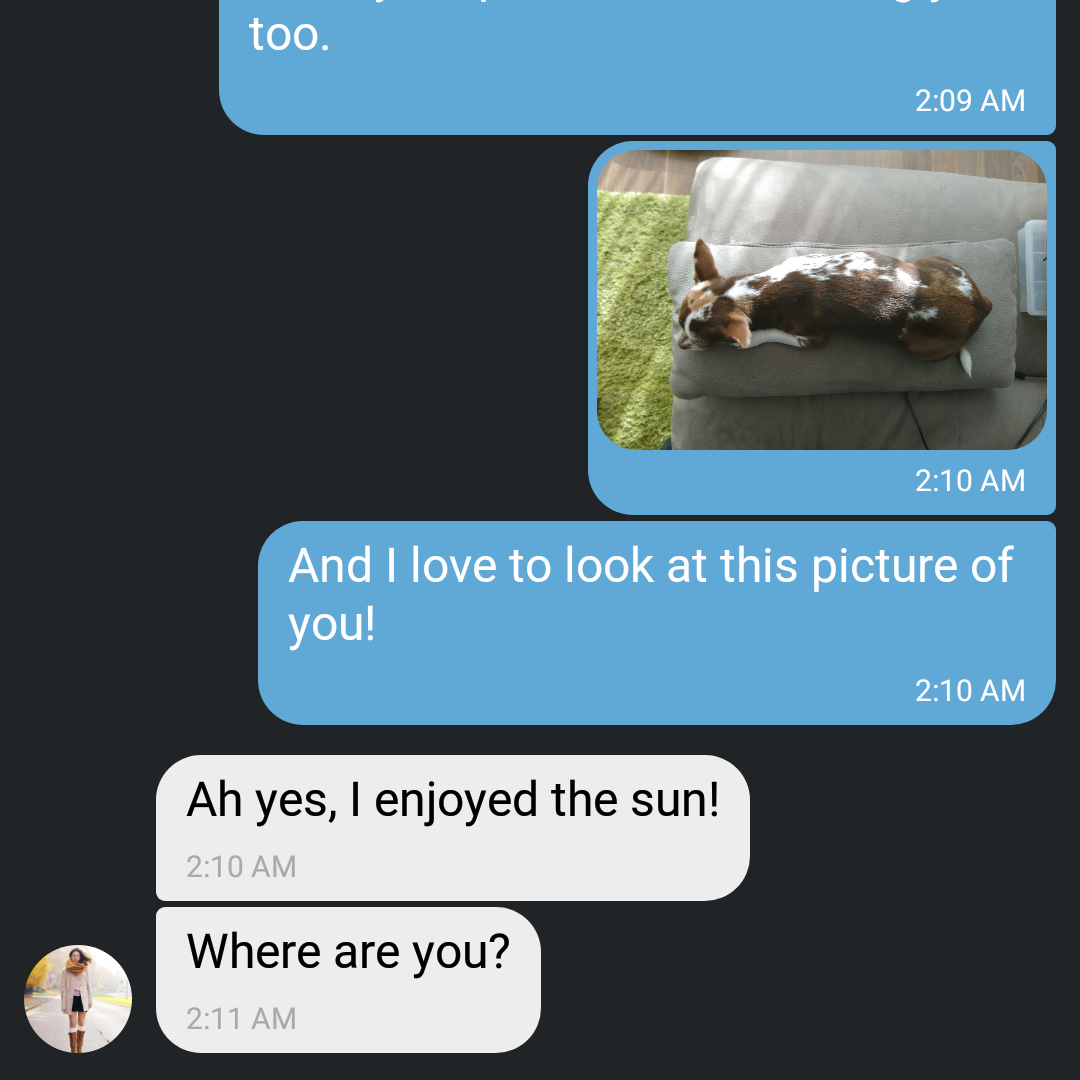 too.
2:09 AM
2:10 AM
And I love to look at this picture of
you!
2:10 AM
Ah yes, I enjoyed the sun!
2:10 AM
Where are you?
2:11 AM